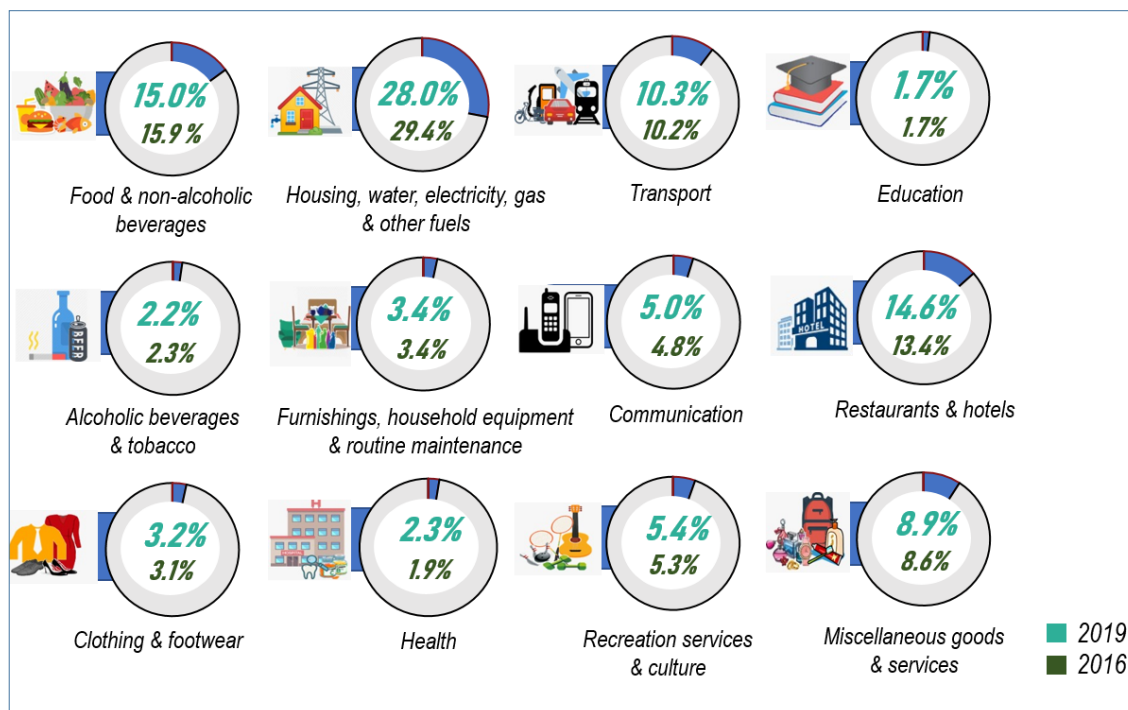 15.0%
15.9 %
Food & non-alcoholic
beverages
28.0%
29.4%
Housing, water, electricity, gas
& other fuels
10.3%
10.2%
Transport
1.7%
1.7%
Education
2.2%
2.3%
BEER
Alcoholic beverages
& tobacco
3.4%
3.4%
Furnishings, household equipment
& routine maintenance
5.0%
4.8%
Communication
HOTEL
14.6%
13.4%
Restaurants & hotels
3.2%
3.1%
Clothing & footwear
H
2.3%
1.9%
Health
5.4%
5.3%
Recreation services
& culture
8.9%
8.6%
Miscellaneous goods
& services
2019
2016